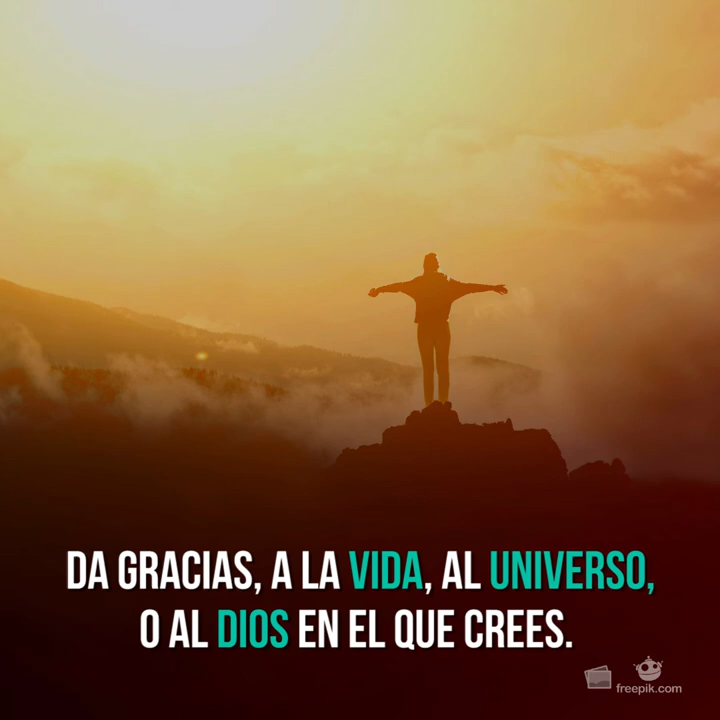 DA GRACIAS, A LA VIDA, AL UNIVERSO,
O AL DIOS EN EL QUE CREES.
freepik.com